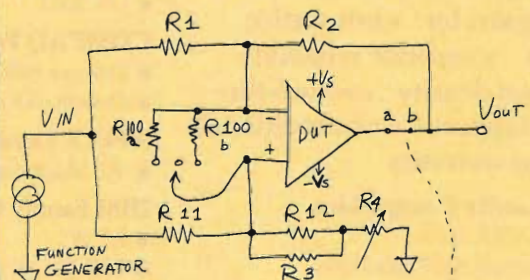 R1
R2
+Vs
VIN
R100
a
R100
b
-
DUT
+
a
b
VOUT
-Vs
R11
R12
R4
R3
FUNCTION
GENERATOR